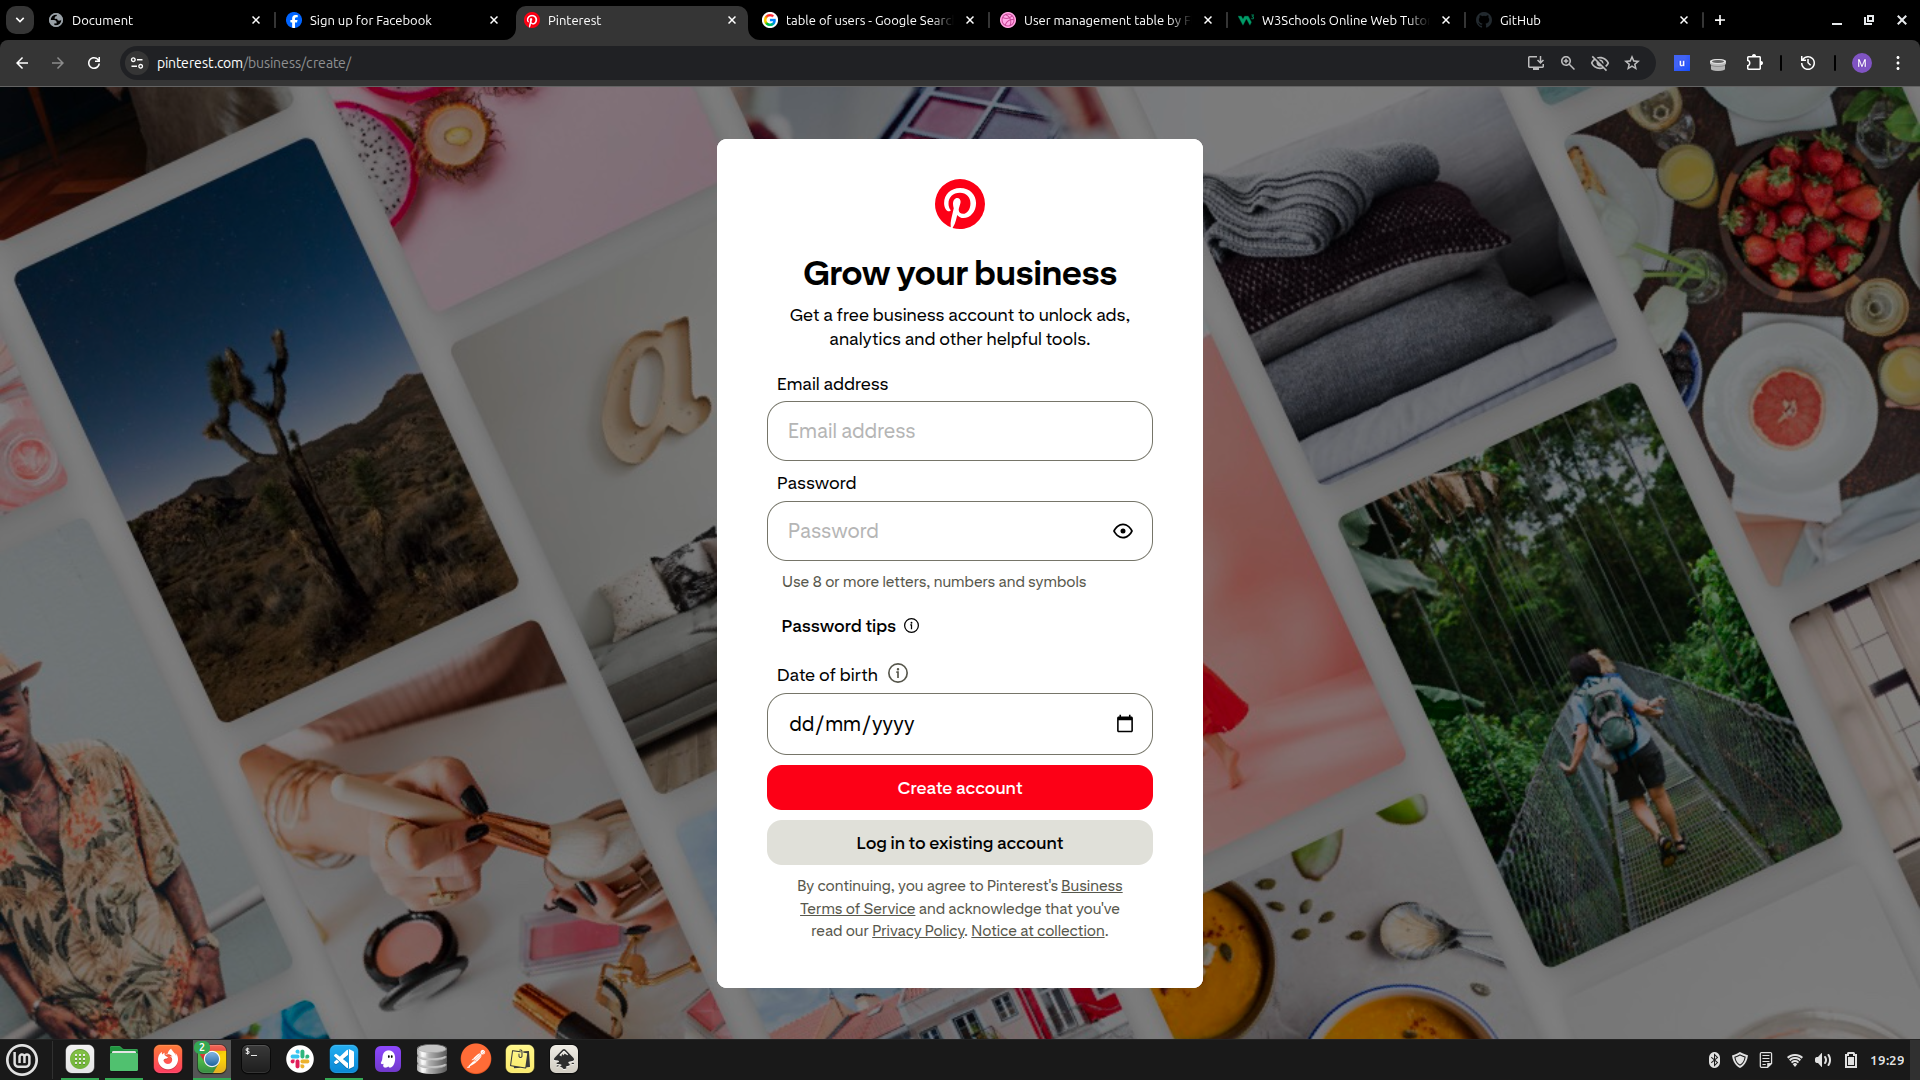 Document
Sign up for Facebook
Pinterest
table of users - Google Searc
User management table by F
W3Schools Online Web Tuto
GitHub
pinterest.com/business/create/
u
M
Grow your business
Get a free business account to unlock ads,
analytics and other helpful tools.
Email address
Email address
Password
Password
Use 8 or more letters, numbers and symbols
Password tips
Date of birth
dd/mm/yyyy
Create account
Log in to existing account
By continuing, you agree to Pinterest's Business
Terms of Service and acknowledge that you've
read our Privacy Policy. Notice at collection.
a
2
19:29